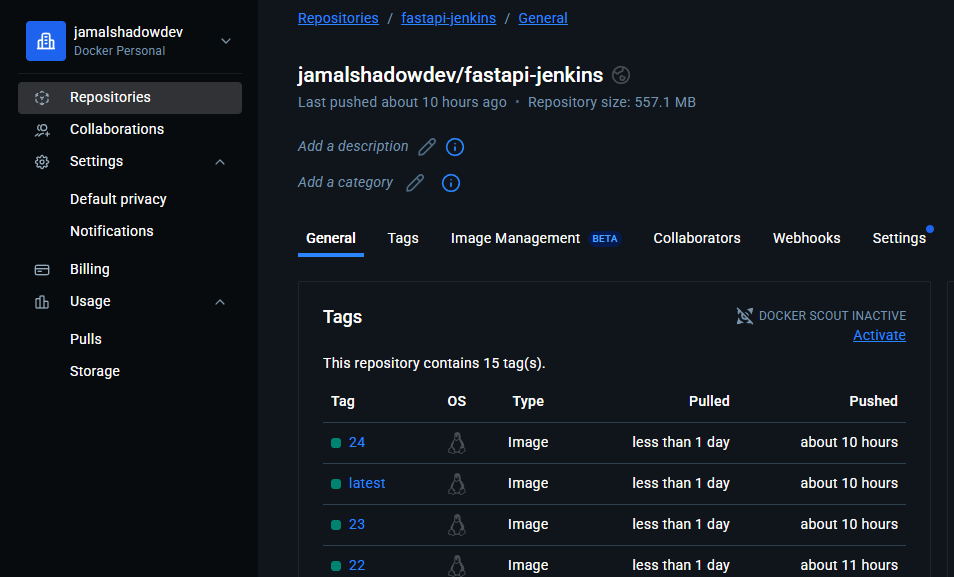 jamalshadowdev
Docker Personal
Repositories
Collaborations
Settings
Default privacy
Notifications
Billing
Usage
Pulls
Storage
Repositories / fastapi-jenkins / General
jamalshadowdev/fastapi-jenkins
Last pushed about 10 hours ago • Repository size: 557.1 MB
Add a description
Add a category
General Tags Image Management BETA Collaborators Webhooks Settings
Tags
DOCKER SCOUT INACTIVE
Activate
This repository contains 15 tag(s).
Tag OS Type Pulled Pushed
24 Image less than 1 day about 10 hours
latest Image less than 1 day about 10 hours
23 Image less than 1 day about 10 hours
22 Image less than 1 day about 11 hours